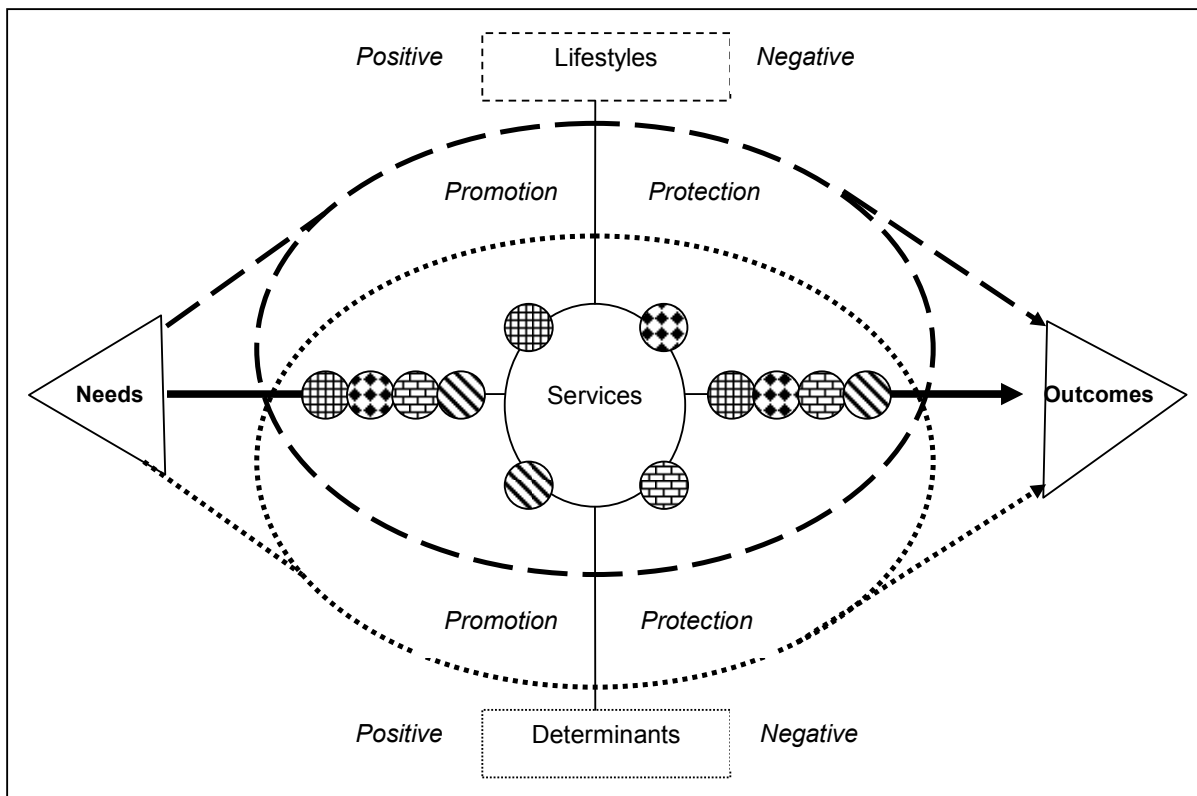 Positive
Lifestyles
Negative
Promotion
Protection
Needs
Services
Outcomes
Promotion
Protection
Positive
Determinants
Negative